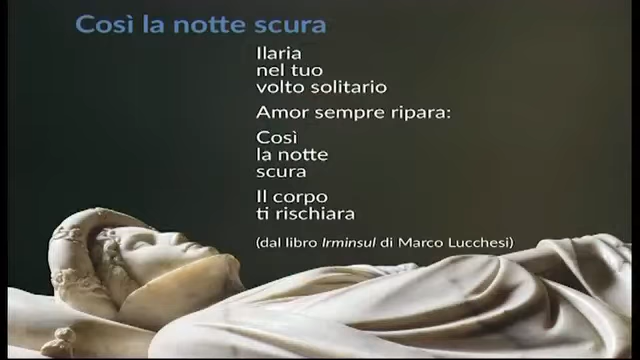 Così la notte scura
Ilaria
nel tuo
volto solitario
Amor sempre ripara:
Così
la notte
scura
Il corpo
ti rischiara
(dal libro Irminsul di Marco Lucchesi)